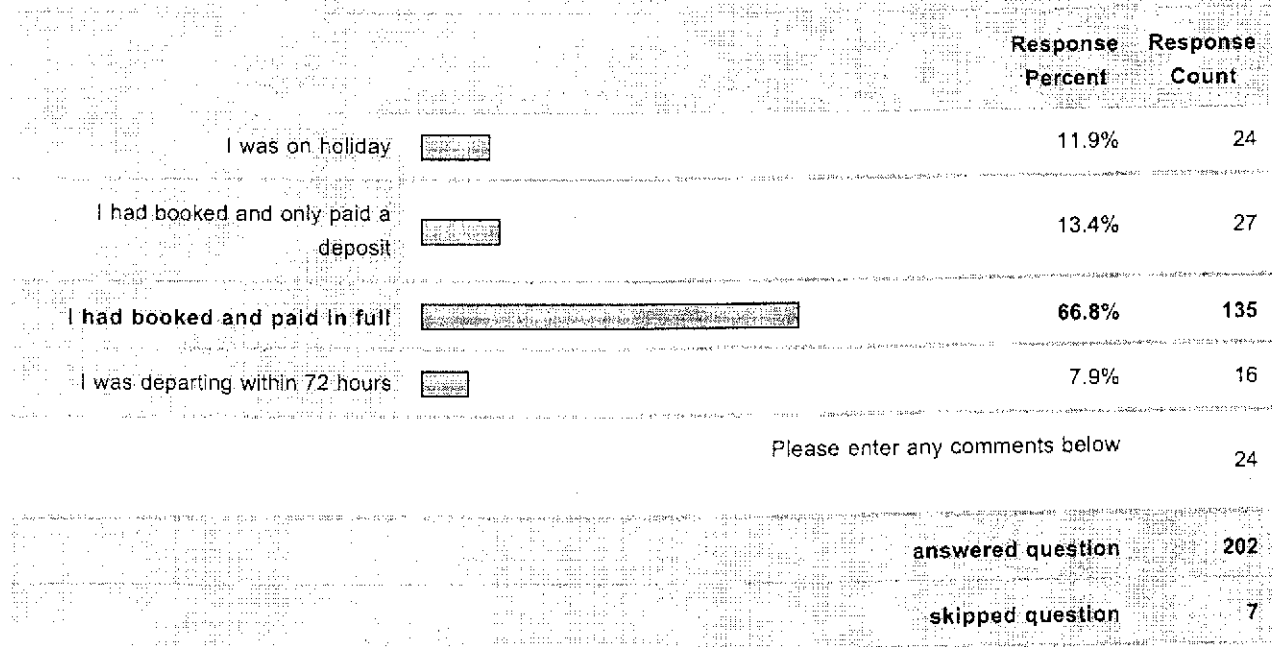 Response Response
Percent Count
I was on holiday 11.9% 24
I had booked and only paid a
deposit 13.4% 27
I had booked and paid in full 66.8% 135
I was departing within 72 hours 7.9% 16
Please enter any comments below 24
answered question 202
skipped question 7